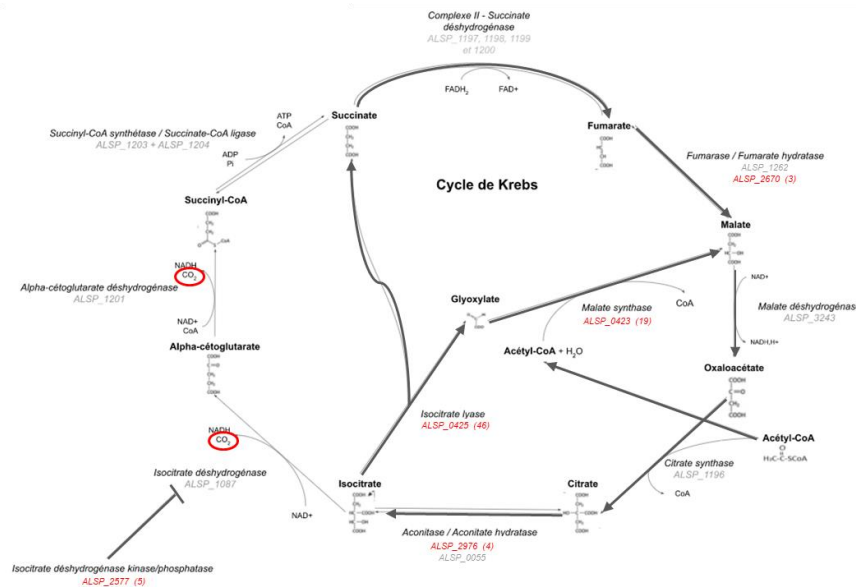 Complexe II - Succinate
déshydrogénase
ALSP_1197, 1198, 1199
et 1200
FADH2
FAD+
Succinate
Fumarate
ATP
CoA
Succinyl-CoA synthétase / Succinate-CoA ligase
ALSP_1203 + ALSP_1204
ADP
Pi
Fumarase / Fumarate hydratase
ALSP_1262
ALSP_2670 (3)
Cycle de Krebs
Succinyl-CoA
Malate
NADH
CO2
Alpha-cétoglutarate déshydrogénase
ALSP_1201
NAD+
CoA
Glyoxylate
Malate synthase
ALSP_0423 (19)
CoA
NAD+
Malate déshydrogénase
ALSP_3243
NADH,H+
Alpha-cétoglutarate
Acétyl-CoA + H2O
Oxaloacétate
Isocitrate lyase
ALSP_0425 (46)
Acétyl-CoA
H3C-C-SCoA
NADH
CO2
Citrate synthase
ALSP_1196
CoA
Isocitrate déshydrogénase
ALSP_1087
NAD+
Isocitrate
Citrate
Aconitase / Aconitate hydratase
ALSP_2976 (4)
ALSP_0055
Isocitrate déshydrogénase kinase/phosphatase
ALSP_2577 (5)